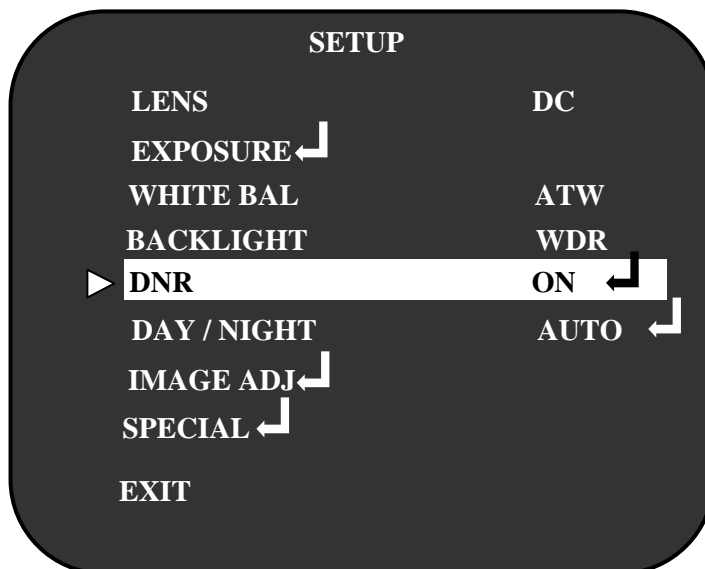 SETUP
LENS DC
EXPOSURE
WHITE BAL ATW
BACKLIGHT WDR
DNR ON
DAY / NIGHT AUTO
IMAGE ADJ
SPECIAL
EXIT